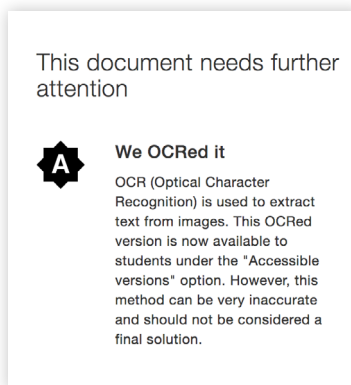 This document needs further
attention
A
We OCRed it
OCR (Optical Character
Recognition) is used to extract
text from images. This OCRed
version is now available to
students under the "Accessible
versions" option. However, this
method can be very inaccurate
and should not be considered a
final solution.